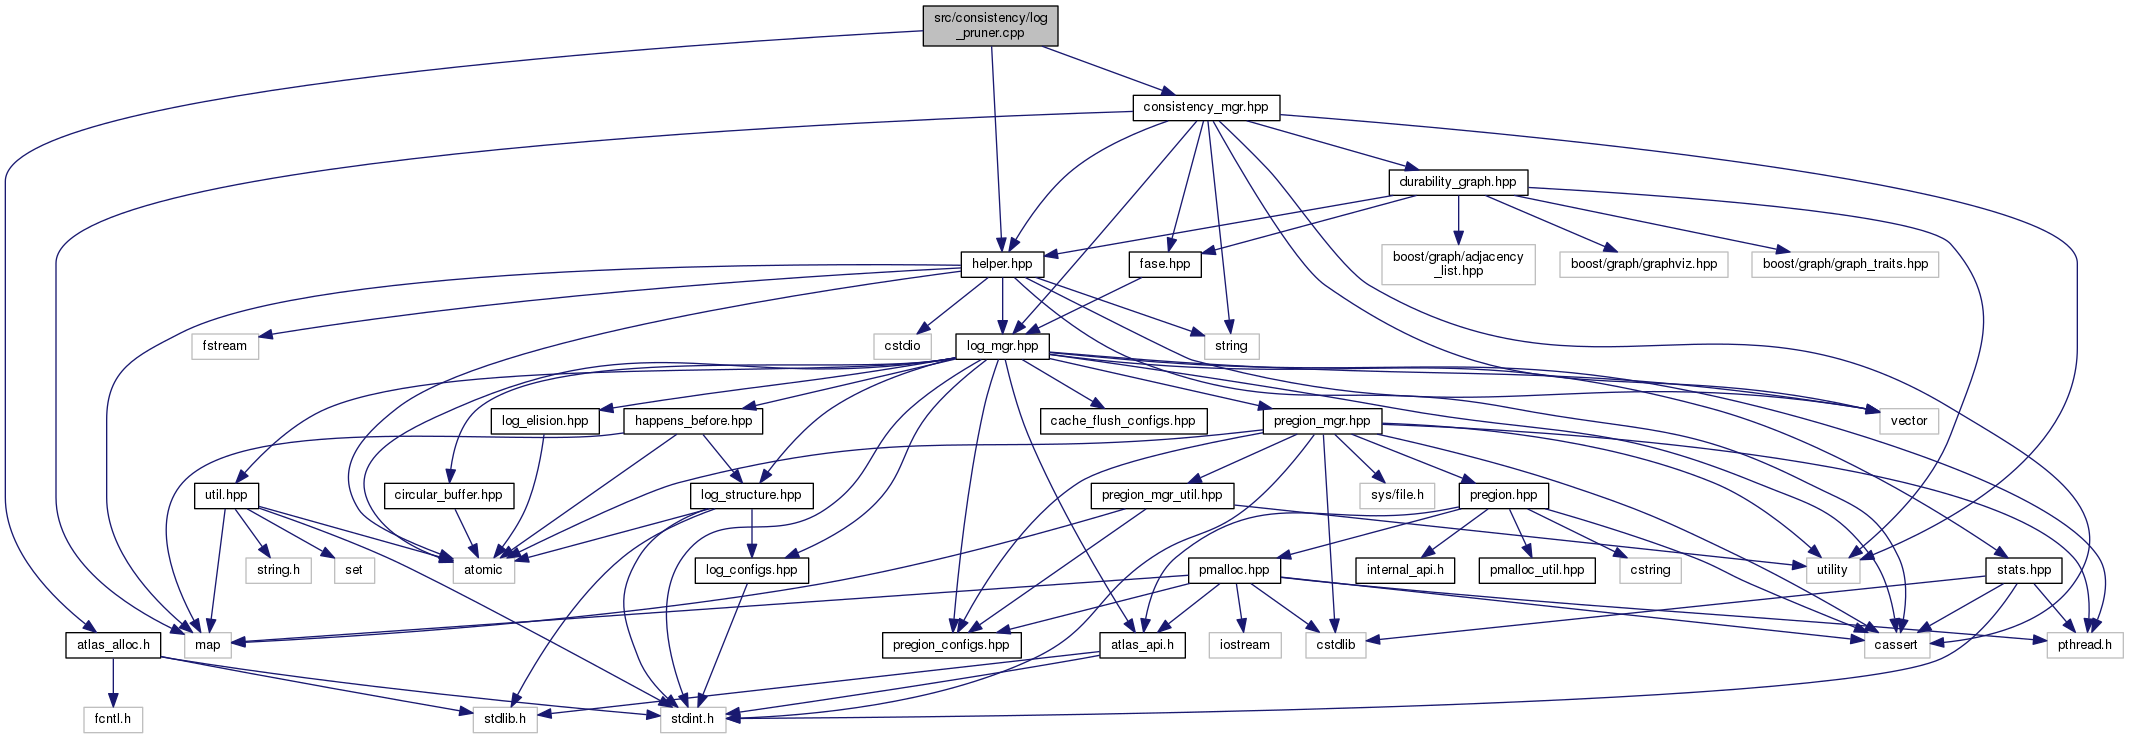 src/consistency/log
_pruner.cpp
consistency_mgr.hpp
durability_graph.hpp
helper.hpp
fase.hpp
boost/graph/adjacency
_list.hpp
boost/graph/graphviz.hpp
boost/graph/graph_traits.hpp
fstream
cstdio
log_mgr.hpp
string
log_elision.hpp
happens_before.hpp
cache_flush_configs.hpp
pregion_mgr.hpp
vector
util.hpp
circular_buffer.hpp
log_structure.hpp
pregion_mgr_util.hpp
sys/file.h
pregion.hpp
string.h
set
atomic
log_configs.hpp
pmalloc.hpp
internal_api.h
pmalloc_util.hpp
cstring
utility
stats.hpp
atlas_alloc.h
map
pregion_configs.hpp
atlas_api.h
iostream
cstdlib
cassert
pthread.h
fcntl.h
stdlib.h
stdint.h